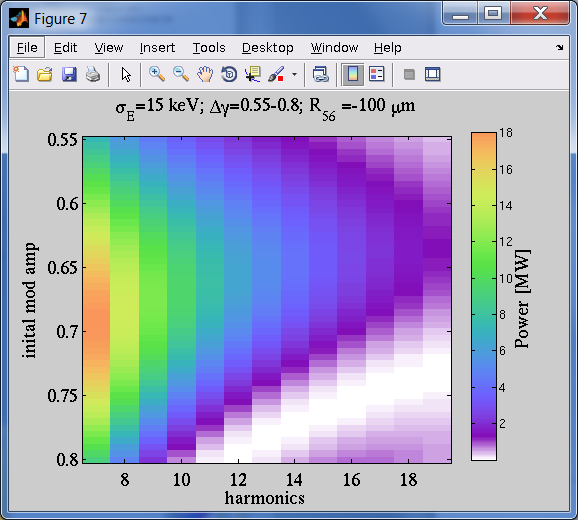 Figure 7
File Edit View Insert Tools Desktop Window Help
σE=15 keV; Δγ=0.55-0.8; R56 =-100 μm
0.55
0.6
0.65
0.7
0.75
0.8
inital mod amp
8 10 12 14 16 18
harmonics
18
16
14
12
10
8
6
4
2
Power [MW]